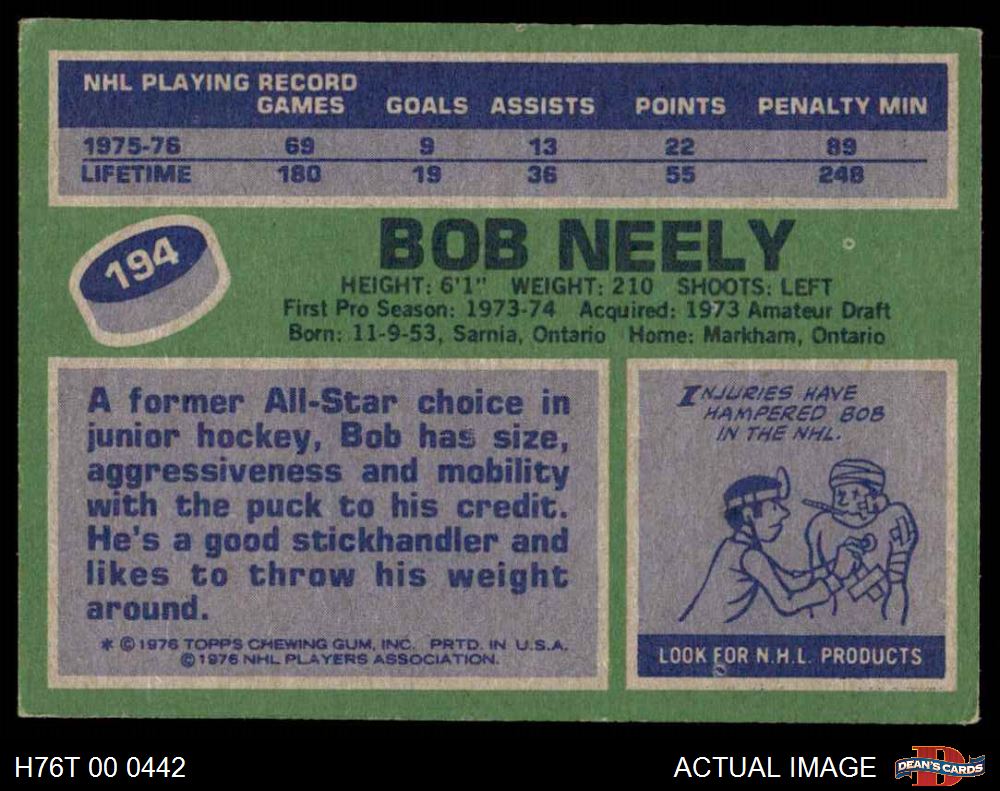 NHL PLAYING RECORD
GAMES GOALS ASSISTS POINTS PENALTY MIN
1975-76 69 9 13 22 89
LIFETIME 180 19 36 55 248
194
BOB NEELY
HEIGHT: 6'1" WEIGHT: 210 SHOOTS: LEFT
First Pro Season: 1973-74 Acquired: 1973 Amateur Draft
Born: 11-9-53, Sarnia, Ontario Home: Markham, Ontario
A former All-Star choice in
junior hockey, Bob has size,
aggressiveness and mobility
with the puck to his credit.
He's a good stickhandler and
likes to throw his weight
around.
* © 1976 TOPPS CHEWING GUM, INC. PRTD. IN U.S.A.
© 1976 NHL PLAYERS ASSOCIATION.
INJURIES HAVE
HAMPERED BOB
IN THE NHL.
LOOK FOR N.H.L. PRODUCTS
H76T 00 0442
ACTUAL IMAGE
DEAN'S CARDS